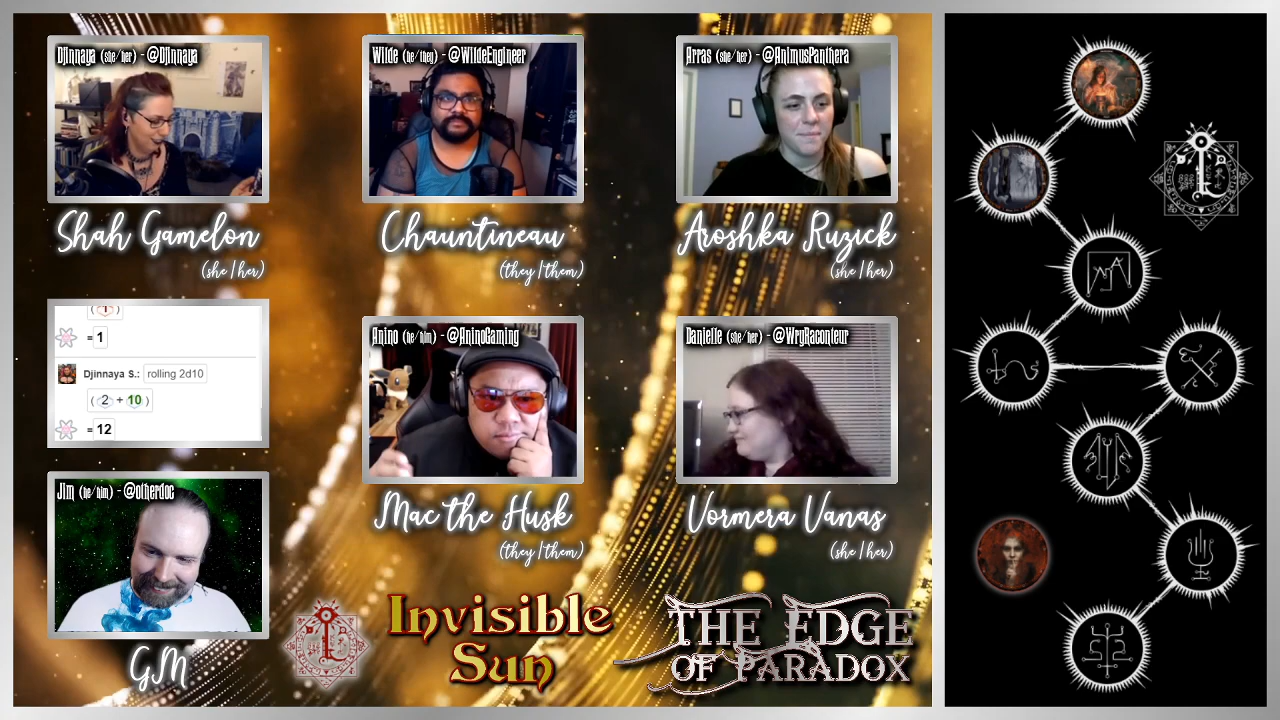 Djinnaya (she/her) - @Djinnaya
Wilde (he/they) - @WildeEngineer
Arras (she/her) - @AnimusPanthera
Shah Gamelon
(she/her)
Chauntineau
(they/them)
Aroshka Ruzick
(she/her)
(1)
=1
Djinnaya S.: rolling 2d10
(2+10)
=12
Anino (he/him) - @AninoGaming
Danielle (she/her) - @WryRaconteur
Mac the Husk
(they/them)
Vormera Vanas
(she/her)
Jim (he/him) - @otherdoc
GM
Invisible
Sun
THE EDGE
OF PARADOX